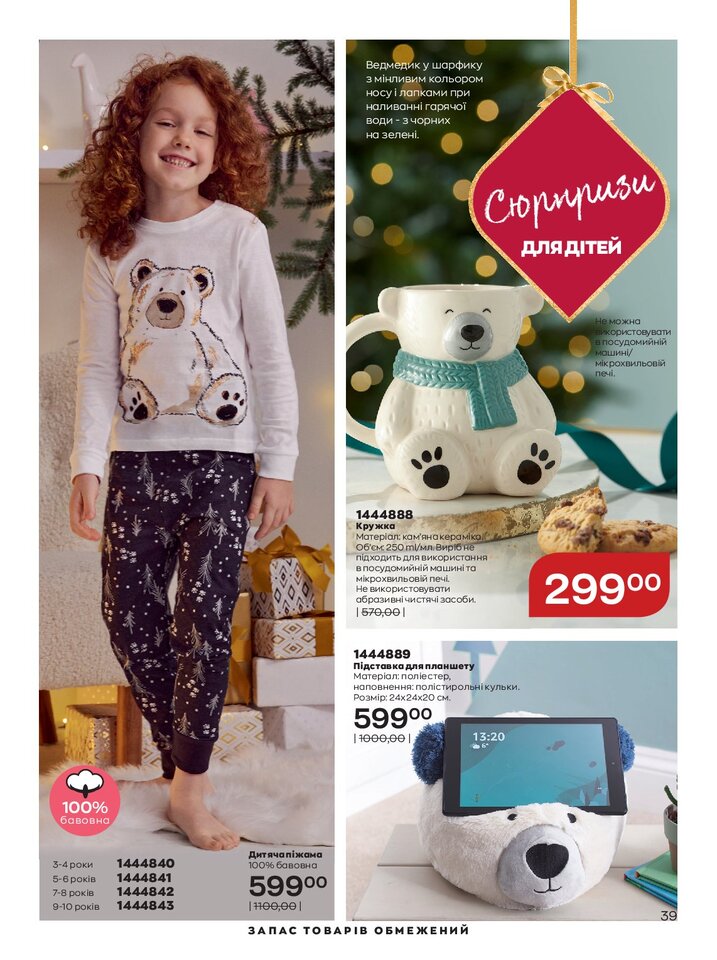 Ведмедик у шарфику
з мінливим кольором
носу і лапками при
наливанні гарячої
води - з чорних
на зелені.
Сюрпризи
ДЛЯ ДІТЕЙ
Не можна
використовувати
в посудомийній
машині/
мікрохвильовій
печі.
1444888
Кружка
Матеріал: кам'яна кераміка.
Об'єм: 250 ml/мл. Виріб не
підходить для використання
в посудомийній машині та
мікрохвильовій печі.
Не використовувати
абразивні чистячі засоби.
| 570,00 |
29900
1444889
Підставка для планшету
Матеріал: поліестер,
наповнення: полістирольні кульки.
Розмір: 24х24х20 см.
59900
| 1000,00 |
13:20
6°
100%
бавовна
3-4 роки 1444840
5-6 років 1444841
7-8 років 1444842
9-10 років 1444843
Дитяча піжама
100% бавовна
59900
| 1100,00 |
39
ЗАПАС ТОВАРІВ ОБМЕЖЕНИЙ